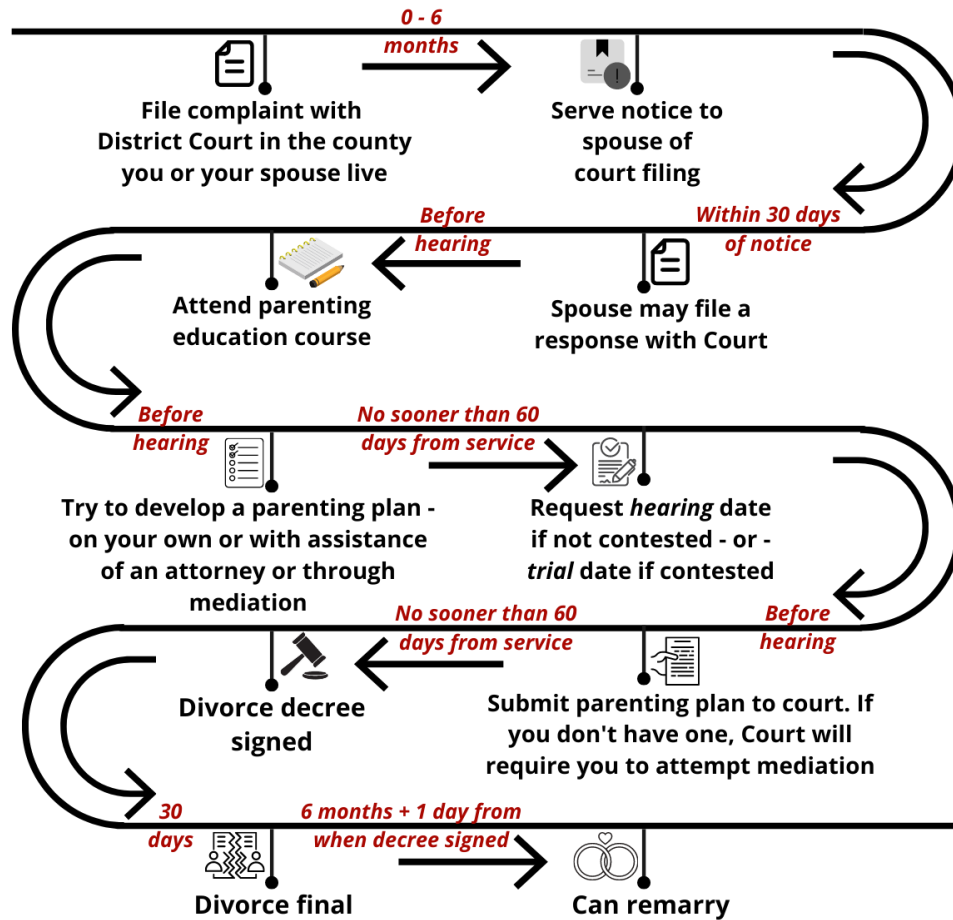 0 - 6
months
File complaint with
District Court in the county
you or your spouse live
Serve notice to
spouse of
court filing
Within 30 days
of notice
Spouse may file a
response with Court
Before
hearing
Attend parenting
education course
Before
hearing
Try to develop a parenting plan -
on your own or with assistance
of an attorney or through
mediation
No sooner than 60
days from service
Request hearing date
if not contested - or -
trial date if contested
Before
hearing
Submit parenting plan to court. If
you don't have one, Court will
require you to attempt mediation
No sooner than 60
days from service
Divorce decree
signed
30
days
Divorce final
6 months + 1 day from
when decree signed
Can remarry